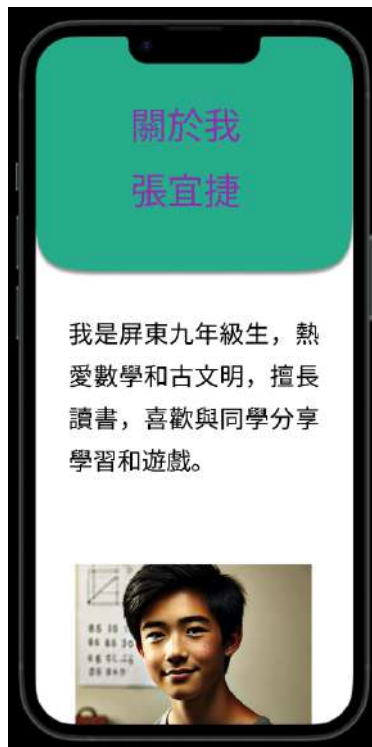 關於我
張宜捷
我是屏東九年級生，熱
愛數學和古文明，擅長
讀書，喜歡與同學分享
學習和遊戲。